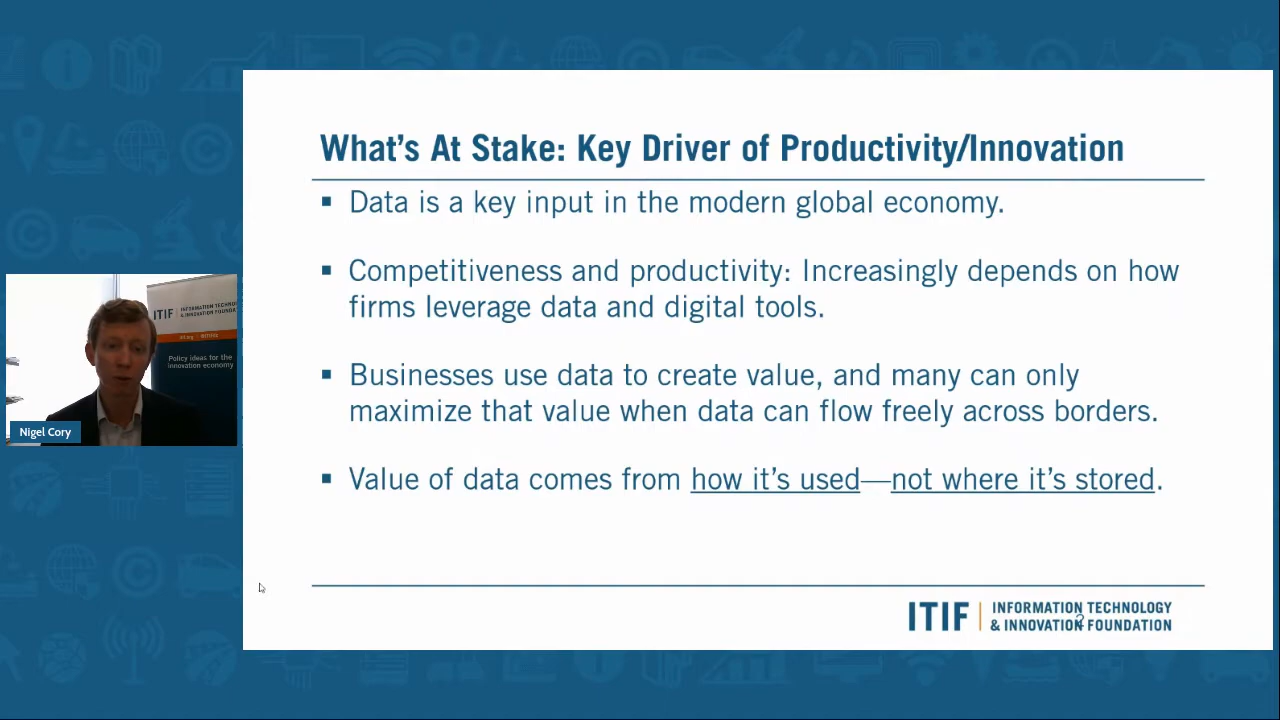 What's At Stake: Key Driver of Productivity/Innovation
▪ Data is a key input in the modern global economy.
▪ Competitiveness and productivity: Increasingly depends on how
firms leverage data and digital tools.
▪ Businesses use data to create value, and many can only
maximize that value when data can flow freely across borders.
▪ Value of data comes from how it's used—not where it's stored.
ITIF
INFORMATION TECHNOLOGY
& INNOVATION FOUNDATION
2
ITIF
INFORMATION TECHNOLO
& INNOVATION FOUNDAT
Policy ideas for the
innovation economy
Nigel Cory